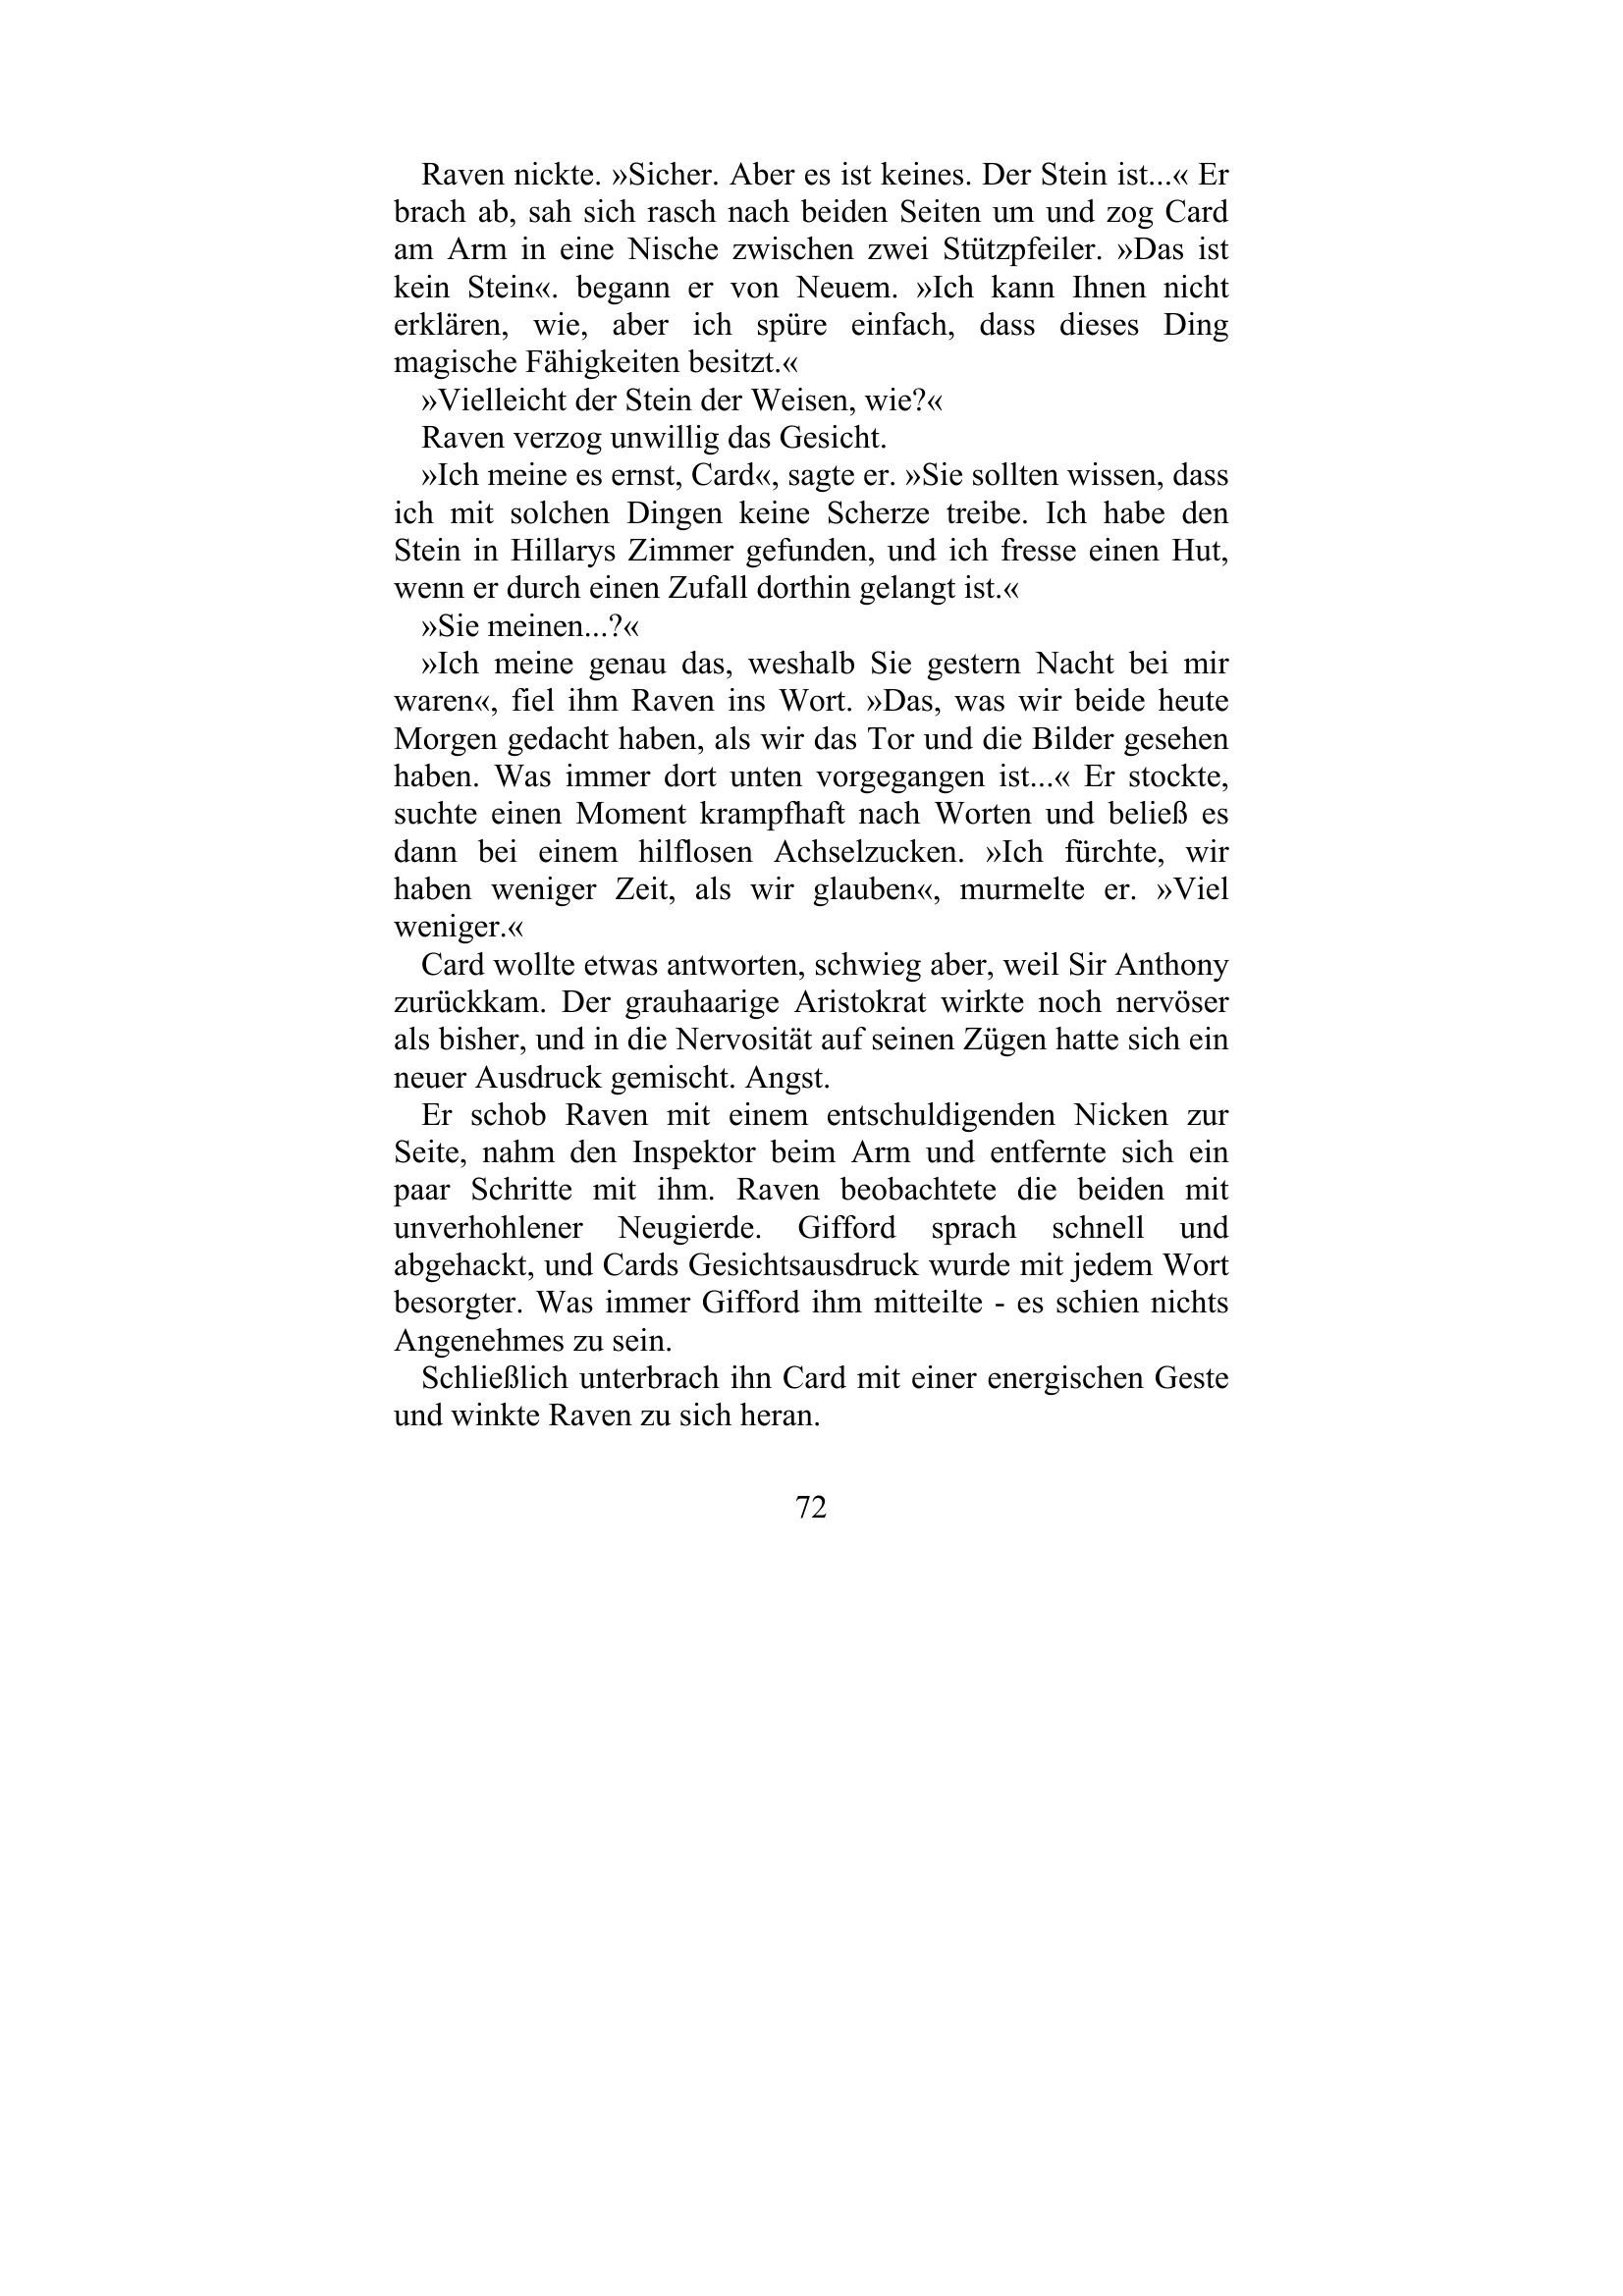 Raven nickte. »Sicher. Aber es ist keines. Der Stein ist...« Er
brach ab, sah sich rasch nach beiden Seiten um und zog Card
am Arm in eine Nische zwischen zwei Stützpfeiler. »Das ist
kein Stein«. begann er von Neuem. »Ich kann Ihnen nicht
erklären, wie, aber ich spüre einfach, dass dieses Ding
magische Fähigkeiten besitzt.«
»Vielleicht der Stein der Weisen, wie?«
Raven verzog unwillig das Gesicht.
»Ich meine es ernst, Card«, sagte er. »Sie sollten wissen, dass
ich mit solchen Dingen keine Scherze treibe. Ich habe den
Stein in Hillarys Zimmer gefunden, und ich fresse einen Hut,
wenn er durch einen Zufall dorthin gelangt ist.«
»Sie meinen...?«
»Ich meine genau das, weshalb Sie gestern Nacht bei mir
waren«, fiel ihm Raven ins Wort. »Das, was wir beide heute
Morgen gedacht haben, als wir das Tor und die Bilder gesehen
haben. Was immer dort unten vorgegangen ist...« Er stockte,
suchte einen Moment krampfhaft nach Worten und beließ es
dann bei einem hilflosen Achselzucken. »Ich fürchte, wir
haben weniger Zeit, als wir glauben«, murmelte er. »Viel
weniger.«
Card wollte etwas antworten, schwieg aber, weil Sir Anthony
zurückkam. Der grauhaarige Aristokrat wirkte noch nervöser
als bisher, und in die Nervosität auf seinen Zügen hatte sich ein
neuer Ausdruck gemischt. Angst.
Er schob Raven mit einem entschuldigenden Nicken zur
Seite, nahm den Inspektor beim Arm und entfernte sich ein
paar Schritte mit ihm. Raven beobachtete die beiden mit
unverhohlener Neugierde. Gifford sprach schnell und
abgehackt, und Cards Gesichtsausdruck wurde mit jedem Wort
besorgter. Was immer Gifford ihm mitteilte - es schien nichts
Angenehmes zu sein.
Schließlich unterbrach ihn Card mit einer energischen Geste
und winkte Raven zu sich heran.
72